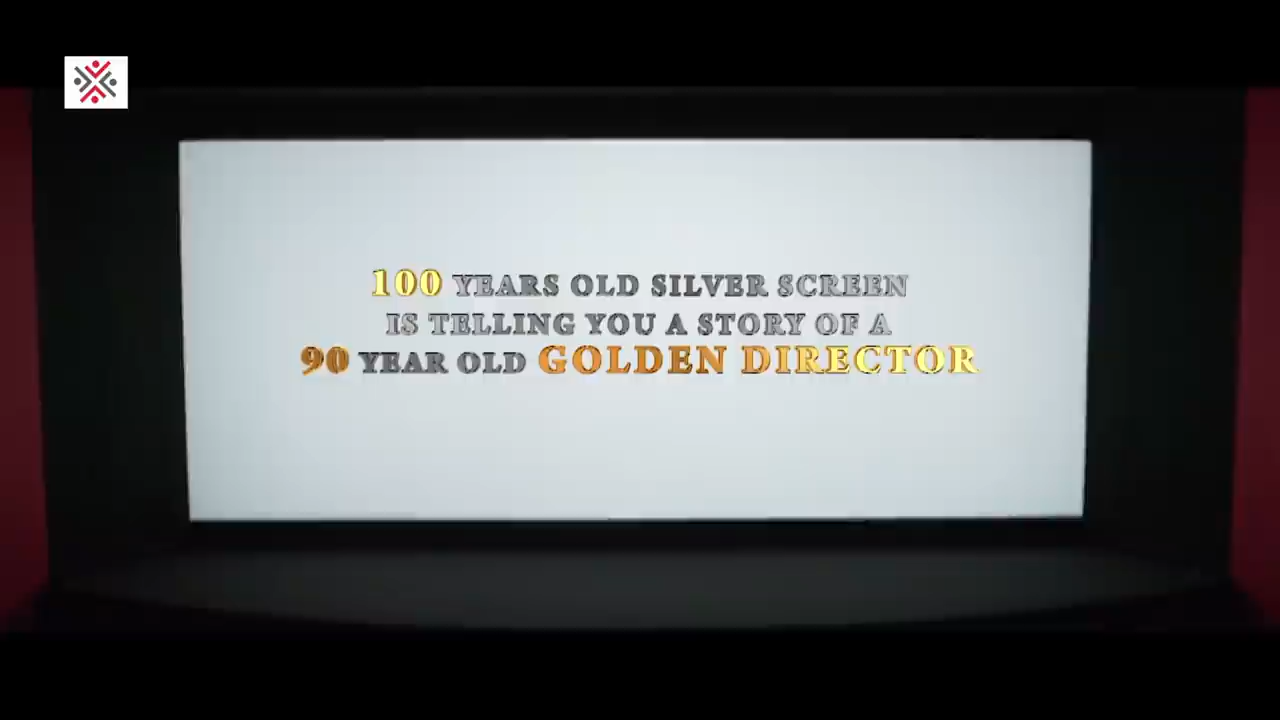 100 YEARS OLD SILVER SCREEN
IS TELLING YOU A STORY OF A
90 YEAR OLD GOLDEN DIRECTOR